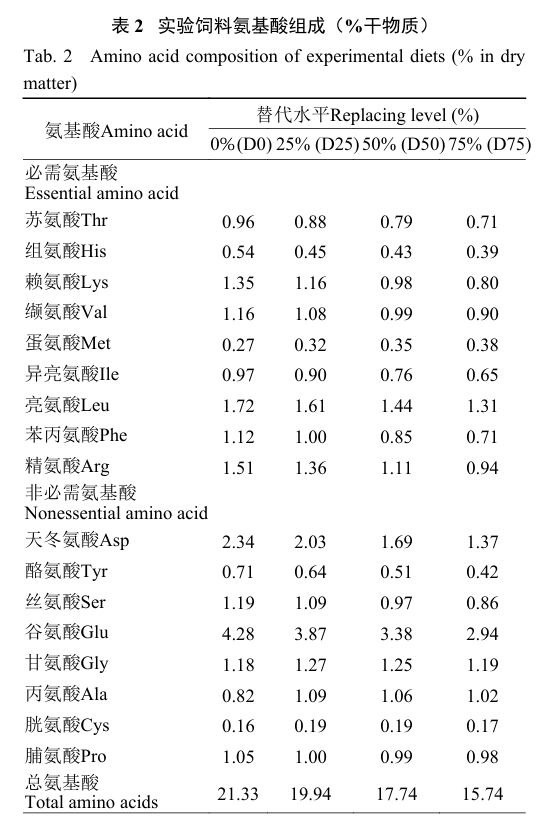 表 2 实验饲料氨基酸组成（%干物质）
Tab. 2 Amino acid composition of experimental diets (% in dry
matter)
氨基酸Amino acid 替代水平Replacing level (%)
0%(D0) 25% (D25) 50% (D50) 75% (D75)
必需氨基酸
Essential amino acid
苏氨酸Thr 0.96 0.88 0.79 0.71
组氨酸His 0.54 0.45 0.43 0.39
赖氨酸Lys 1.35 1.16 0.98 0.80
缬氨酸Val 1.16 1.08 0.99 0.90
蛋氨酸Met 0.27 0.32 0.35 0.38
异亮氨酸Ile 0.97 0.90 0.76 0.65
亮氨酸Leu 1.72 1.61 1.44 1.31
苯丙氨酸Phe 1.12 1.00 0.85 0.71
精氨酸Arg 1.51 1.36 1.11 0.94
非必需氨基酸
Nonessential amino acid
天冬氨酸Asp 2.34 2.03 1.69 1.37
酪氨酸Tyr 0.71 0.64 0.51 0.42
丝氨酸Ser 1.19 1.09 0.97 0.86
谷氨酸Glu 4.28 3.87 3.38 2.94
甘氨酸Gly 1.18 1.27 1.25 1.19
丙氨酸Ala 0.82 1.09 1.06 1.02
胱氨酸Cys 0.16 0.19 0.19 0.17
脯氨酸Pro 1.05 1.00 0.99 0.98
总氨基酸
Total amino acids 21.33 19.94 17.74 15.74